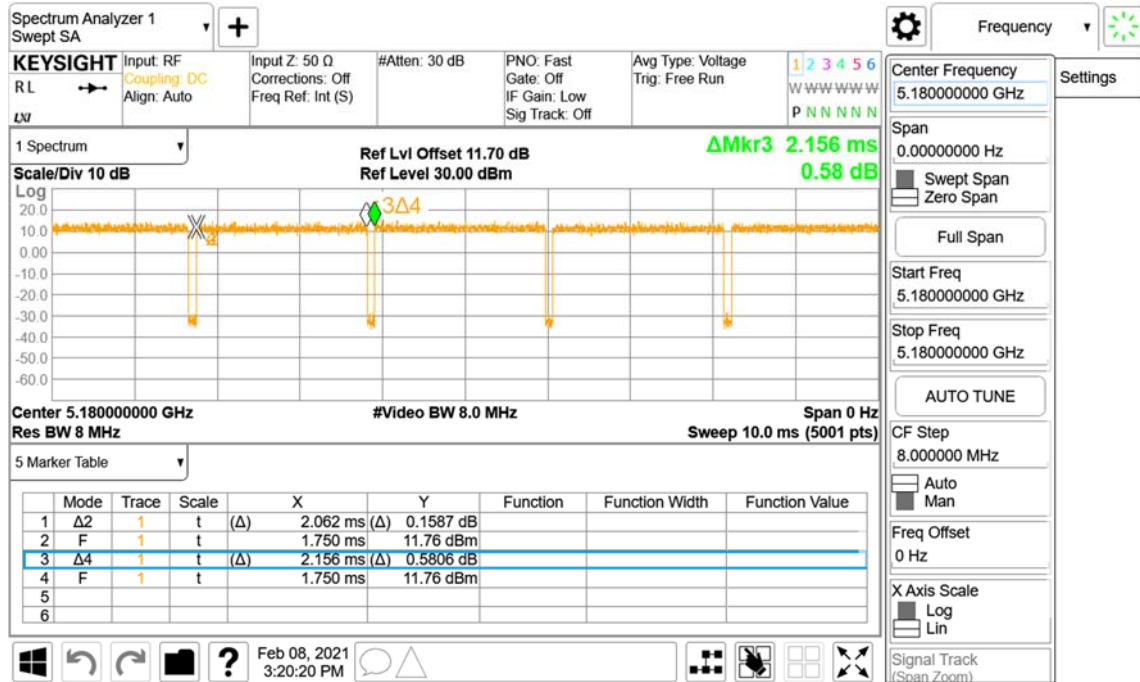 Spectrum Analyzer 1
Swept SA
+
Frequency
KEYSIGHT
R L
LXI
Input: RF
Coupling: DC
Align: Auto
Input Z: 50 Ω
Corrections: Off
Freq Ref: Int (S)
#Atten: 30 dB
PNO: Fast
Gate: Off
IF Gain: Low
Sig Track: Off
Avg Type: Voltage
Trig: Free Run
1 2 3 4 5 6
W W W W W W
P N N N N N
Center Frequency
5.180000000 GHz
Settings
Span
0.00000000 Hz
Swept Span
Zero Span
Full Span
Start Freq
5.180000000 GHz
Stop Freq
5.180000000 GHz
AUTO TUNE
CF Step
8.000000 MHz
Auto
Man
Freq Offset
0 Hz
X Axis Scale
Log
Lin
Signal Track
(Span Zoom)
1 Spectrum
Scale/Div 10 dB
Ref Lvl Offset 11.70 dB
Ref Level 30.00 dBm
ΔMkr3 2.156 ms
0.58 dB
Log
3Δ4
20.0
10.0
0.00
-10.0
-20.0
-30.0
-40.0
-50.0
-60.0
Center 5.180000000 GHz #Video BW 8.0 MHz Span 0 Hz
Res BW 8 MHz Sweep 10.0 ms (5001 pts)
5 Marker Table
Mode Trace Scale X Y Function Function Width Function Value
1 Δ2 1 t (Δ) 2.062 ms (Δ) 0.1587 dB
2 F 1 t 1.750 ms 11.76 dBm
3 Δ4 1 t (Δ) 2.156 ms (Δ) 0.5806 dB
4 F 1 t 1.750 ms 11.76 dBm
5
6
?
Feb 08, 2021
3:20:20 PM